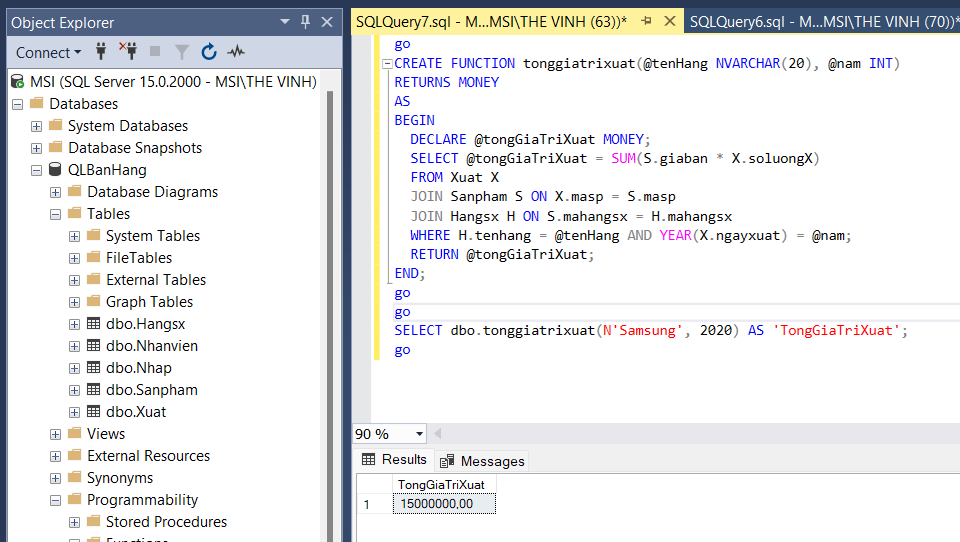 Object Explorer
Connect
MSI (SQL Server 15.0.2000 - MSI\THE VINH)
Databases
System Databases
Database Snapshots
QLBanHang
Database Diagrams
Tables
System Tables
FileTables
External Tables
Graph Tables
dbo.Hangsx
dbo.Nhanvien
dbo.Nhap
dbo.Sanpham
dbo.Xuat
Views
External Resources
Synonyms
Programmability
Stored Procedures
Functions
SQLQuery7.sql - M...MSI\THE VINH (63))*
SQLQuery6.sql - M...MSI\THE VINH (70))*
go
CREATE FUNCTION tonggiatrixuat(@tenHang NVARCHAR(20), @nam INT)
RETURNS MONEY
AS
BEGIN
DECLARE @tongGiaTriXuat MONEY;
SELECT @tongGiaTriXuat = SUM(S.giaban * X.soluongX)
FROM Xuat X
JOIN Sanpham S ON X.masp = S.masp
JOIN Hangsx H ON S.mahangsx = H.mahangsx
WHERE H.tenhang = @tenHang AND YEAR(X.ngayxuat) = @nam;
RETURN @tongGiaTriXuat;
END;
go
go
SELECT dbo.tonggiatrixuat(N'Samsung', 2020) AS 'TongGiaTriXuat';
go
90 %
Results
Messages
TongGiaTriXuat
1
15000000,00